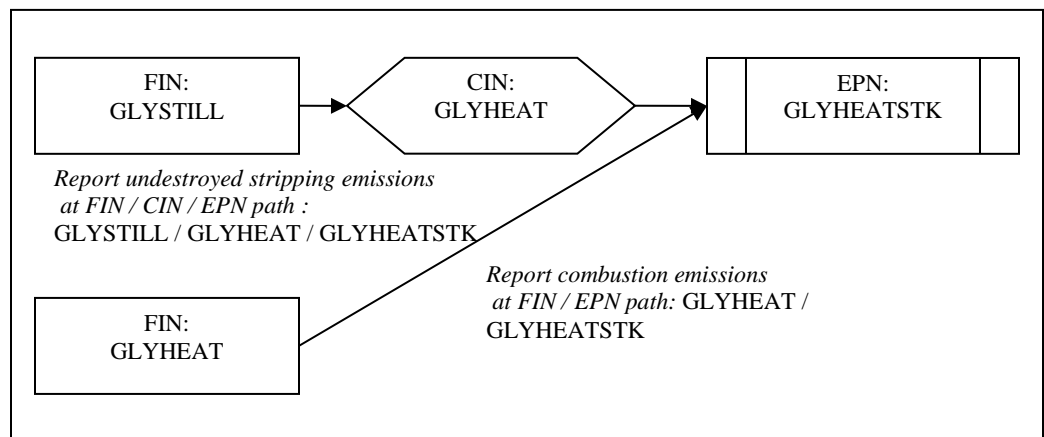 FIN:
GLYSTILL
CIN:
GLYHEAT
EPN:
GLYHEATSTK
Report undestroyed stripping emissions
at FIN / CIN / EPN path :
GLYSTILL / GLYHEAT / GLYHEATSTK
Report combustion emissions
at FIN / EPN path: GLYHEAT /
GLYHEATSTK
FIN:
GLYHEAT